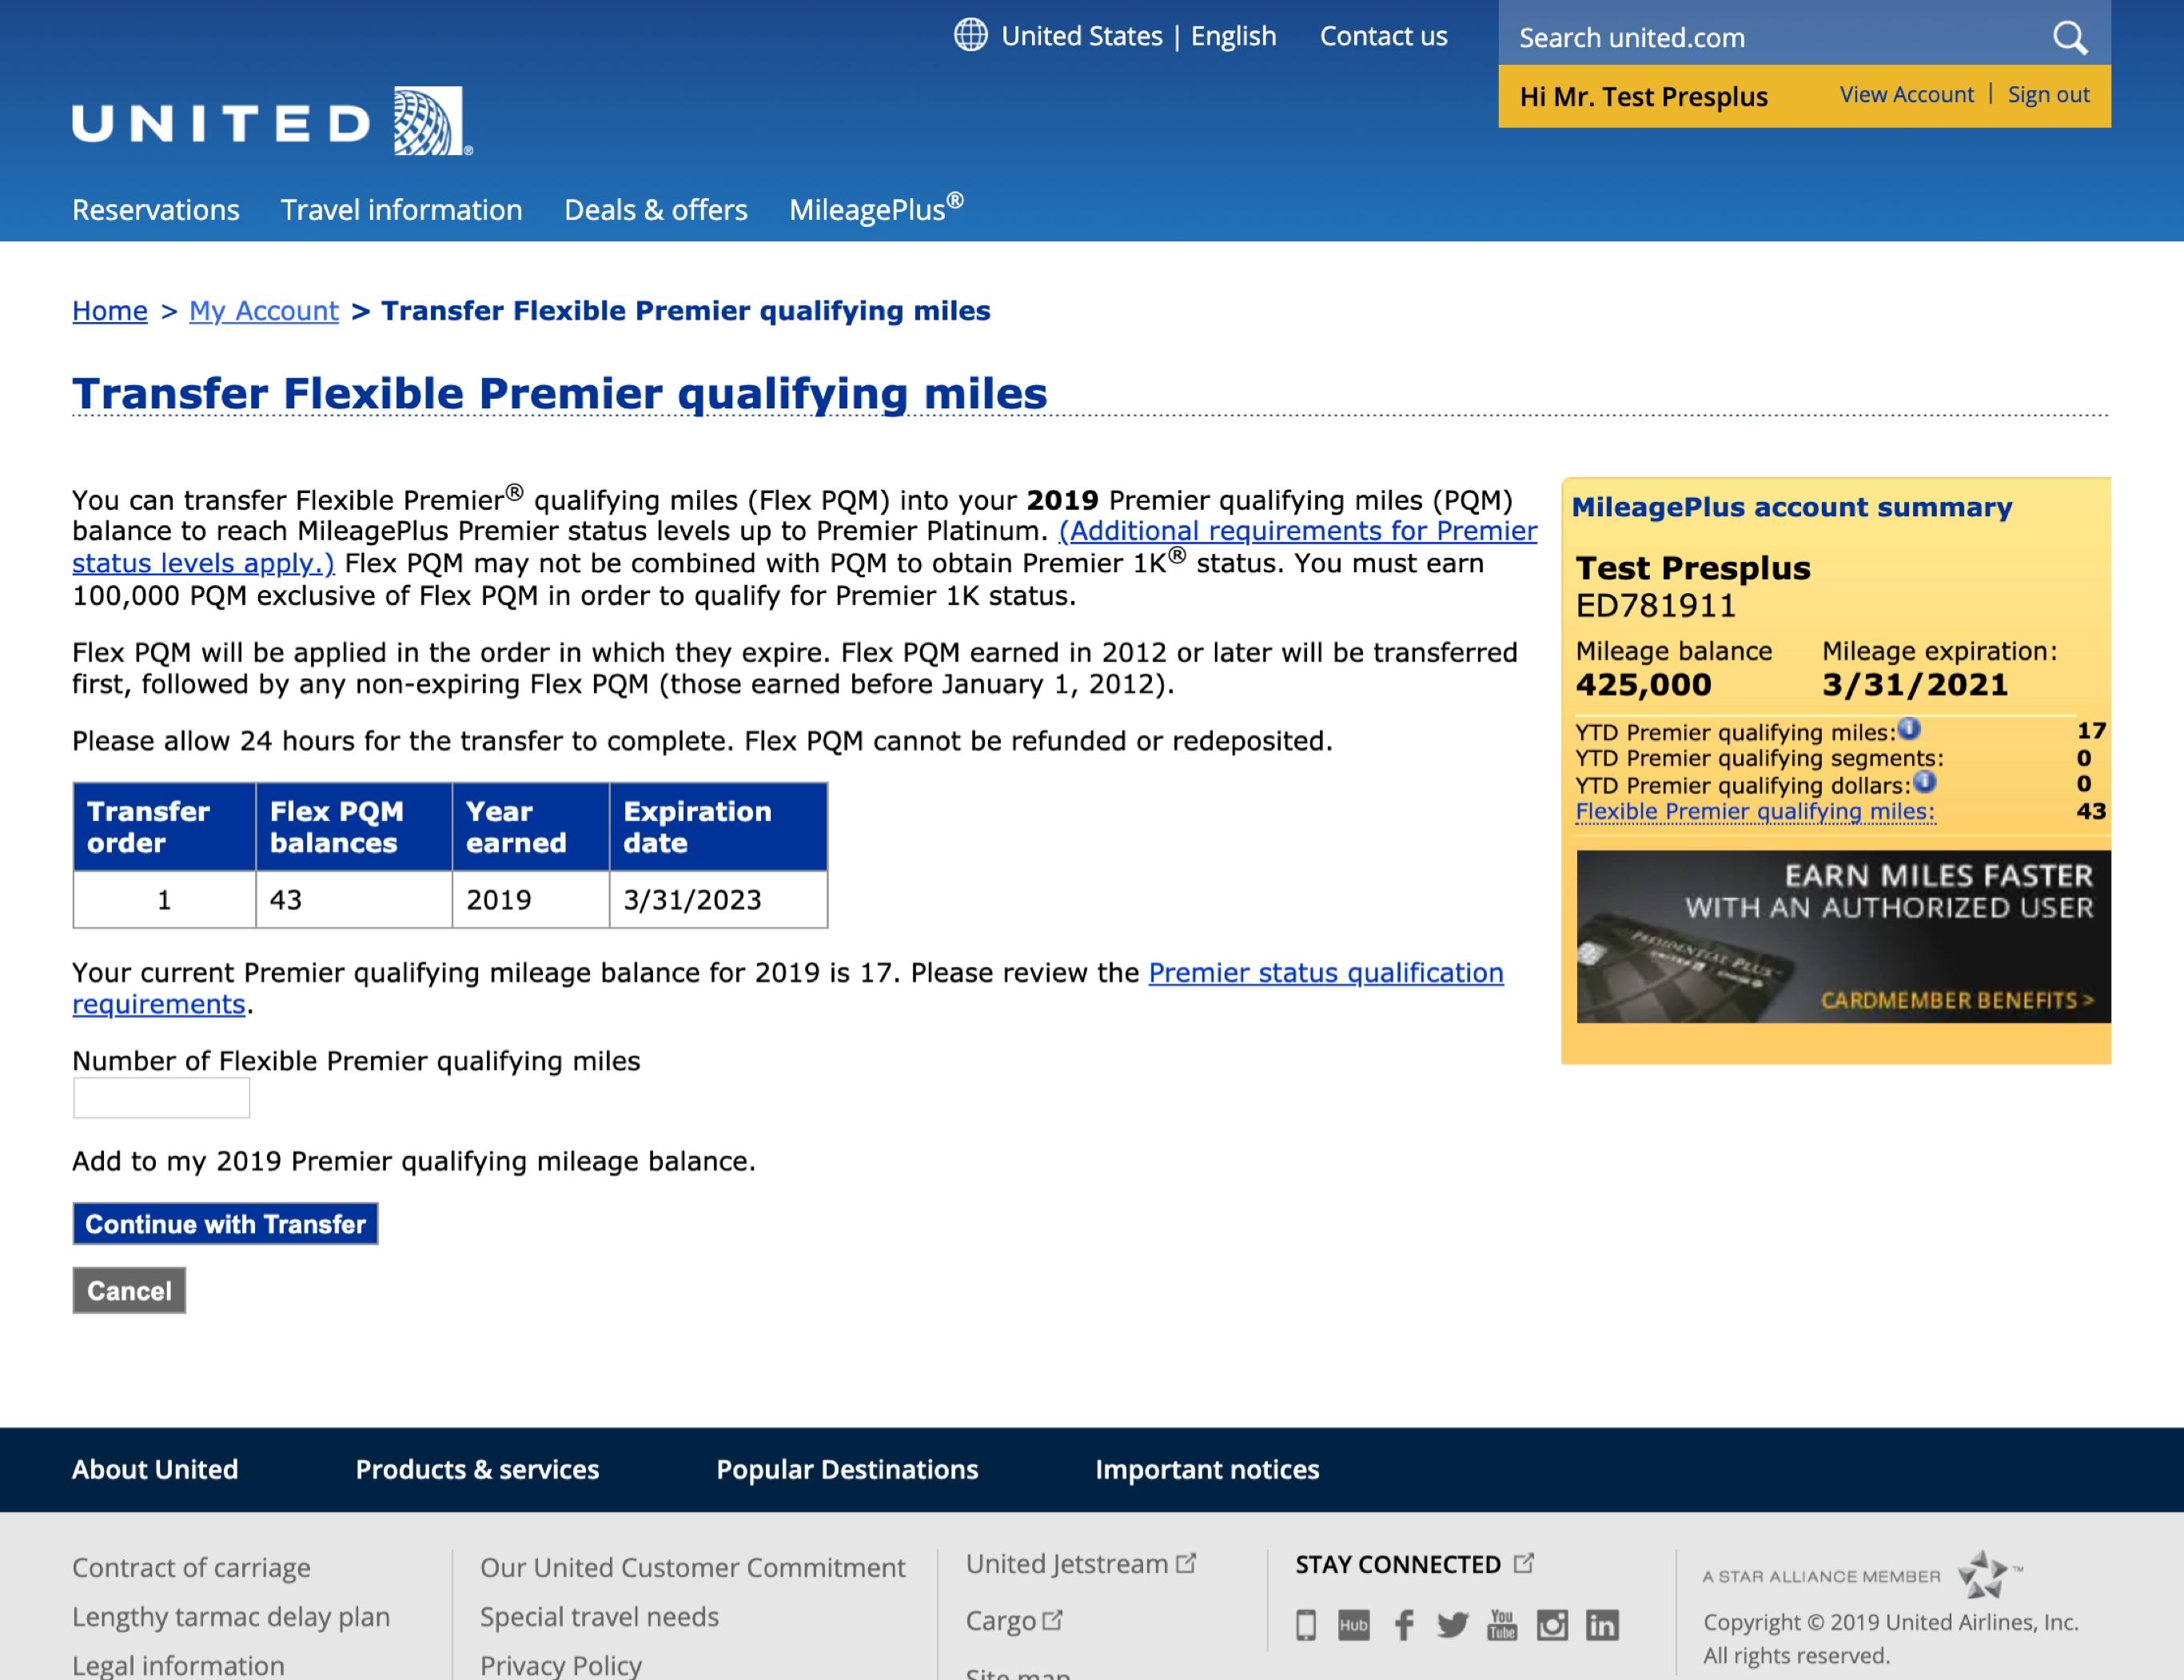 United States | English
Contact us
Search united.com
Hi Mr. Test Presplus
View Account | Sign out
UNITED ®
Reservations
Travel information
Deals & offers
MileagePlus®
Home > My Account > Transfer Flexible Premier qualifying miles
Transfer Flexible Premier qualifying miles
You can transfer Flexible Premier® qualifying miles (Flex PQM) into your 2019 Premier qualifying miles (PQM)
balance to reach MileagePlus Premier status levels up to Premier Platinum. (Additional requirements for Premier
status levels apply.) Flex PQM may not be combined with PQM to obtain Premier 1K® status. You must earn
100,000 PQM exclusive of Flex PQM in order to qualify for Premier 1K status.
Flex PQM will be applied in the order in which they expire. Flex PQM earned in 2012 or later will be transferred
first, followed by any non-expiring Flex PQM (those earned before January 1, 2012).
Please allow 24 hours for the transfer to complete. Flex PQM cannot be refunded or redeposited.
Transfer order
Flex PQM balances
Year earned
Expiration date
1
43
2019
3/31/2023
Your current Premier qualifying mileage balance for 2019 is 17. Please review the Premier status qualification
requirements.
Number of Flexible Premier qualifying miles
Add to my 2019 Premier qualifying mileage balance.
Continue with Transfer
Cancel
MileagePlus account summary
Test Presplus
ED781911
Mileage balance
425,000
Mileage expiration:
3/31/2021
YTD Premier qualifying miles: 17
YTD Premier qualifying segments: 0
YTD Premier qualifying dollars: 0
Flexible Premier qualifying miles: 43
EARN MILES FASTER
WITH AN AUTHORIZED USER
PRESIDENTIAL PLUS
CARDMEMBER BENEFITS >
About United
Products & services
Popular Destinations
Important notices
Contract of carriage
Lengthy tarmac delay plan
Legal information
Our United Customer Commitment
Special travel needs
Privacy Policy
United Jetstream
Cargo
Site map
STAY CONNECTED
Hub
You
Tube
in
A STAR ALLIANCE MEMBER ™
Copyright © 2019 United Airlines, Inc.
All rights reserved.